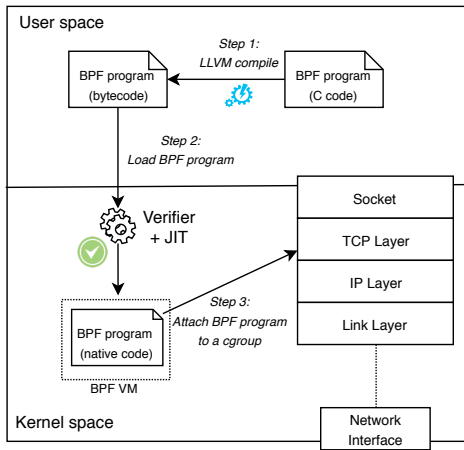 User space
Step 1:
LLVM compile
BPF program
(bytecode)
BPF program
(C code)
Step 2:
Load BPF program
Verifier
+ JIT
Socket
TCP Layer
IP Layer
Link Layer
Step 3:
Attach BPF program
to a cgroup
BPF program
(native code)
BPF VM
Kernel space
Network
Interface